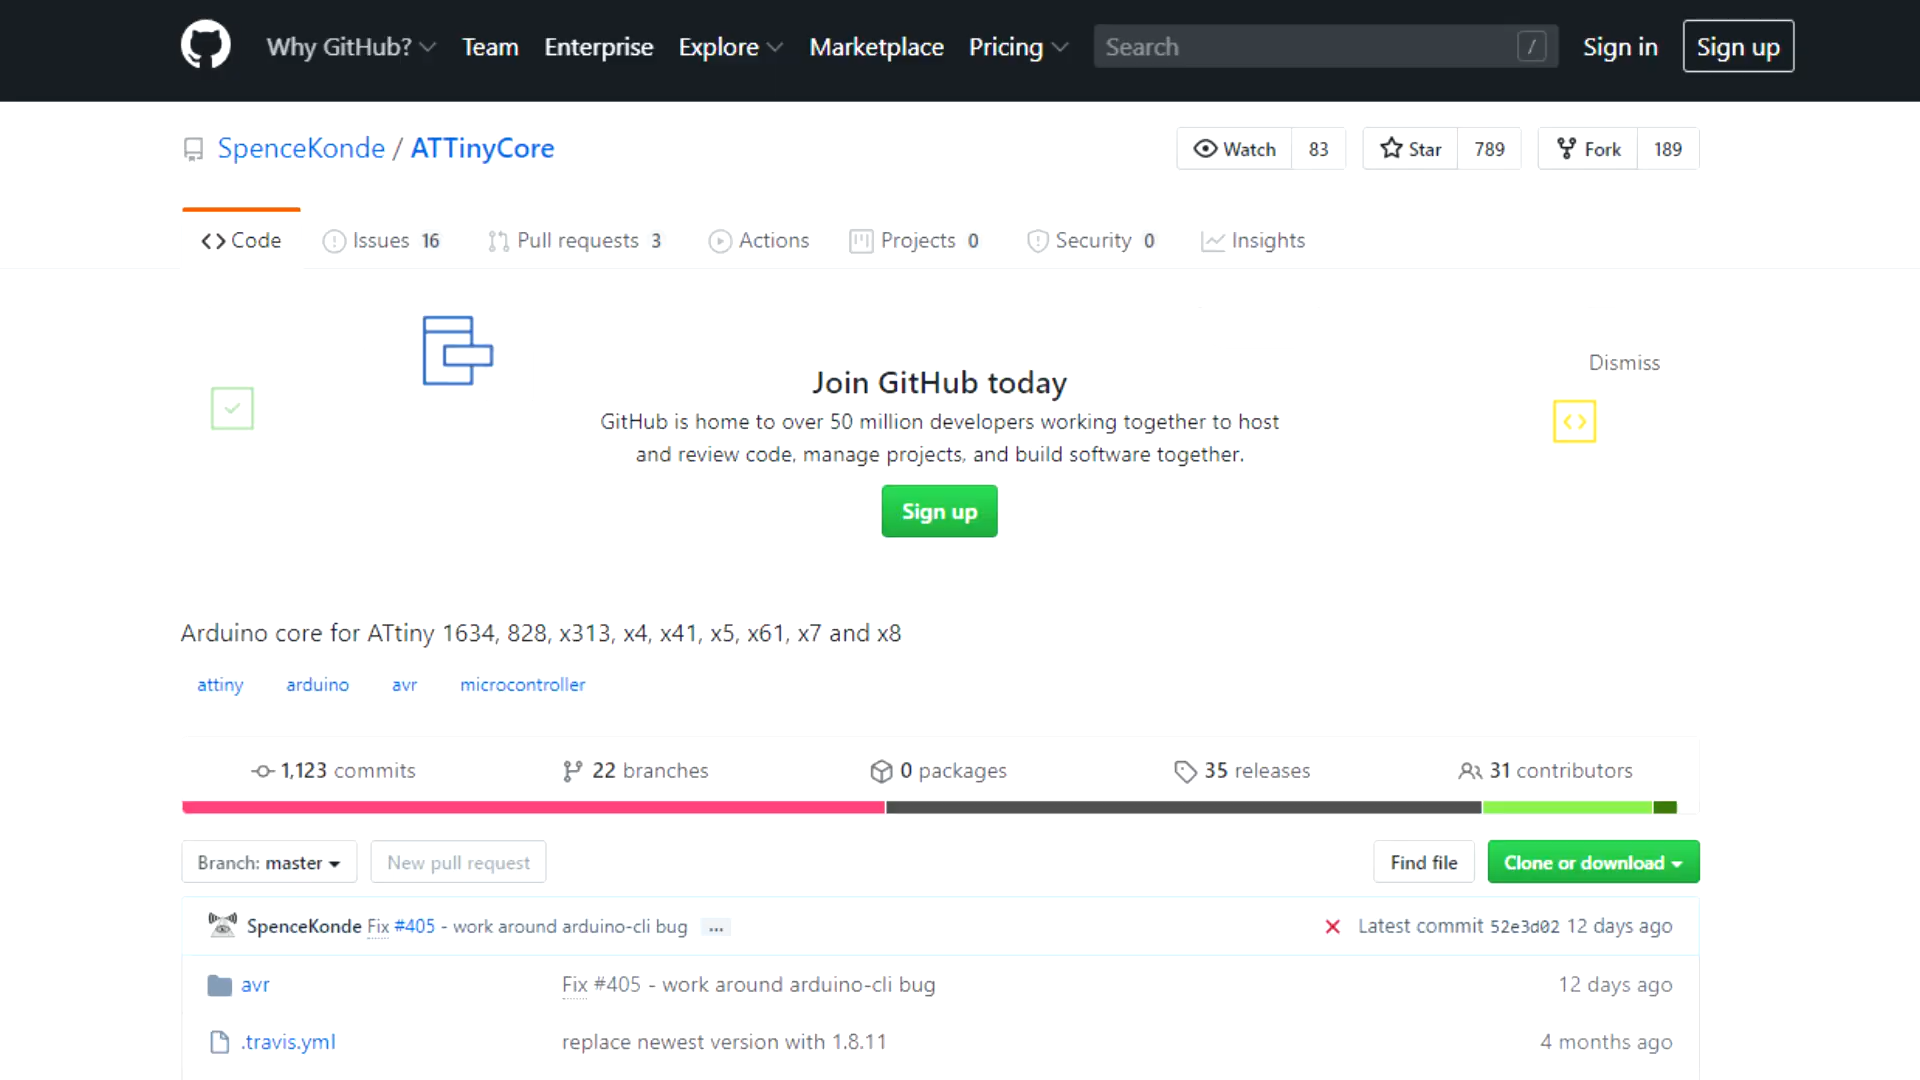 Why GitHub? Team Enterprise Explore Marketplace Pricing Search / Sign in Sign up
SpenceKonde / ATTinyCore Watch 83 Star 789 Fork 189
Code Issues 16 Pull requests 3 Actions Projects 0 Security 0 Insights
Dismiss
Join GitHub today
GitHub is home to over 50 million developers working together to host
and review code, manage projects, and build software together.
Sign up
Arduino core for ATtiny 1634, 828, x313, x4, x41, x5, x61, x7 and x8
attiny arduino avr microcontroller
1,123 commits 22 branches 0 packages 35 releases 31 contributors
Branch: master New pull request Find file Clone or download
SpenceKonde Fix #405 - work around arduino-cli bug ... Latest commit 52e3d02 12 days ago
avr Fix #405 - work around arduino-cli bug 12 days ago
.travis.yml replace newest version with 1.8.11 4 months ago